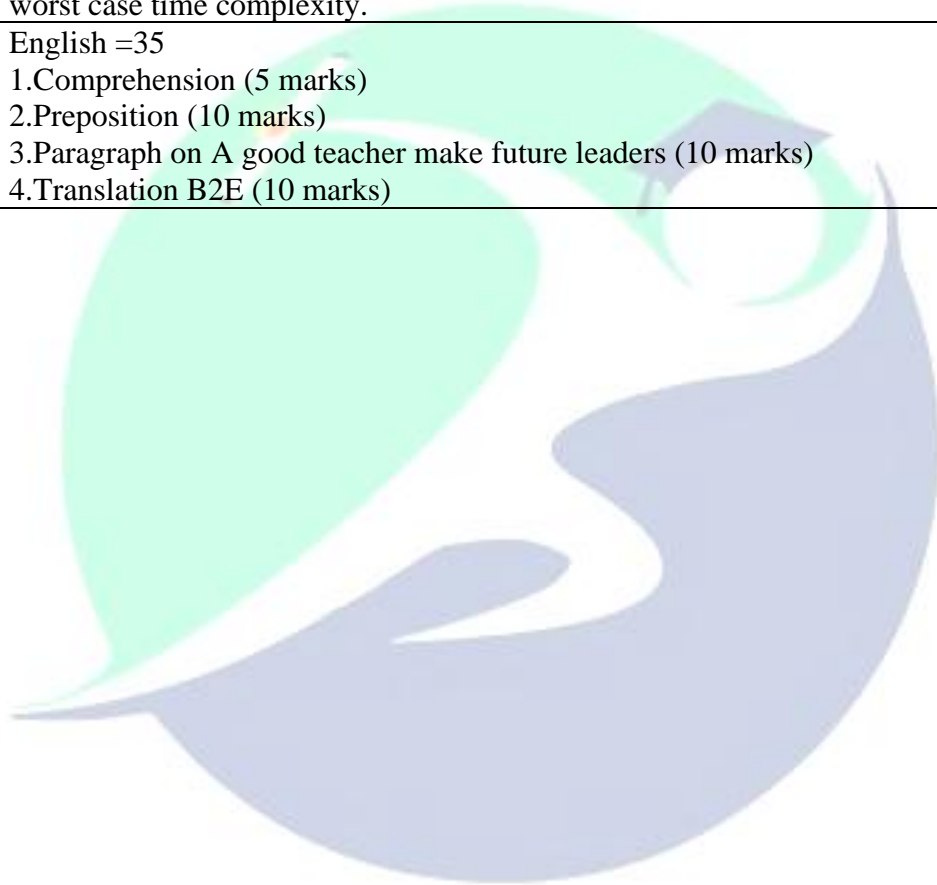 worst case time complexity.
English =35
1.Comprehension (5 marks)
2.Preposition (10 marks)
3.Paragraph on A good teacher make future leaders (10 marks)
4.Translation B2E (10 marks)